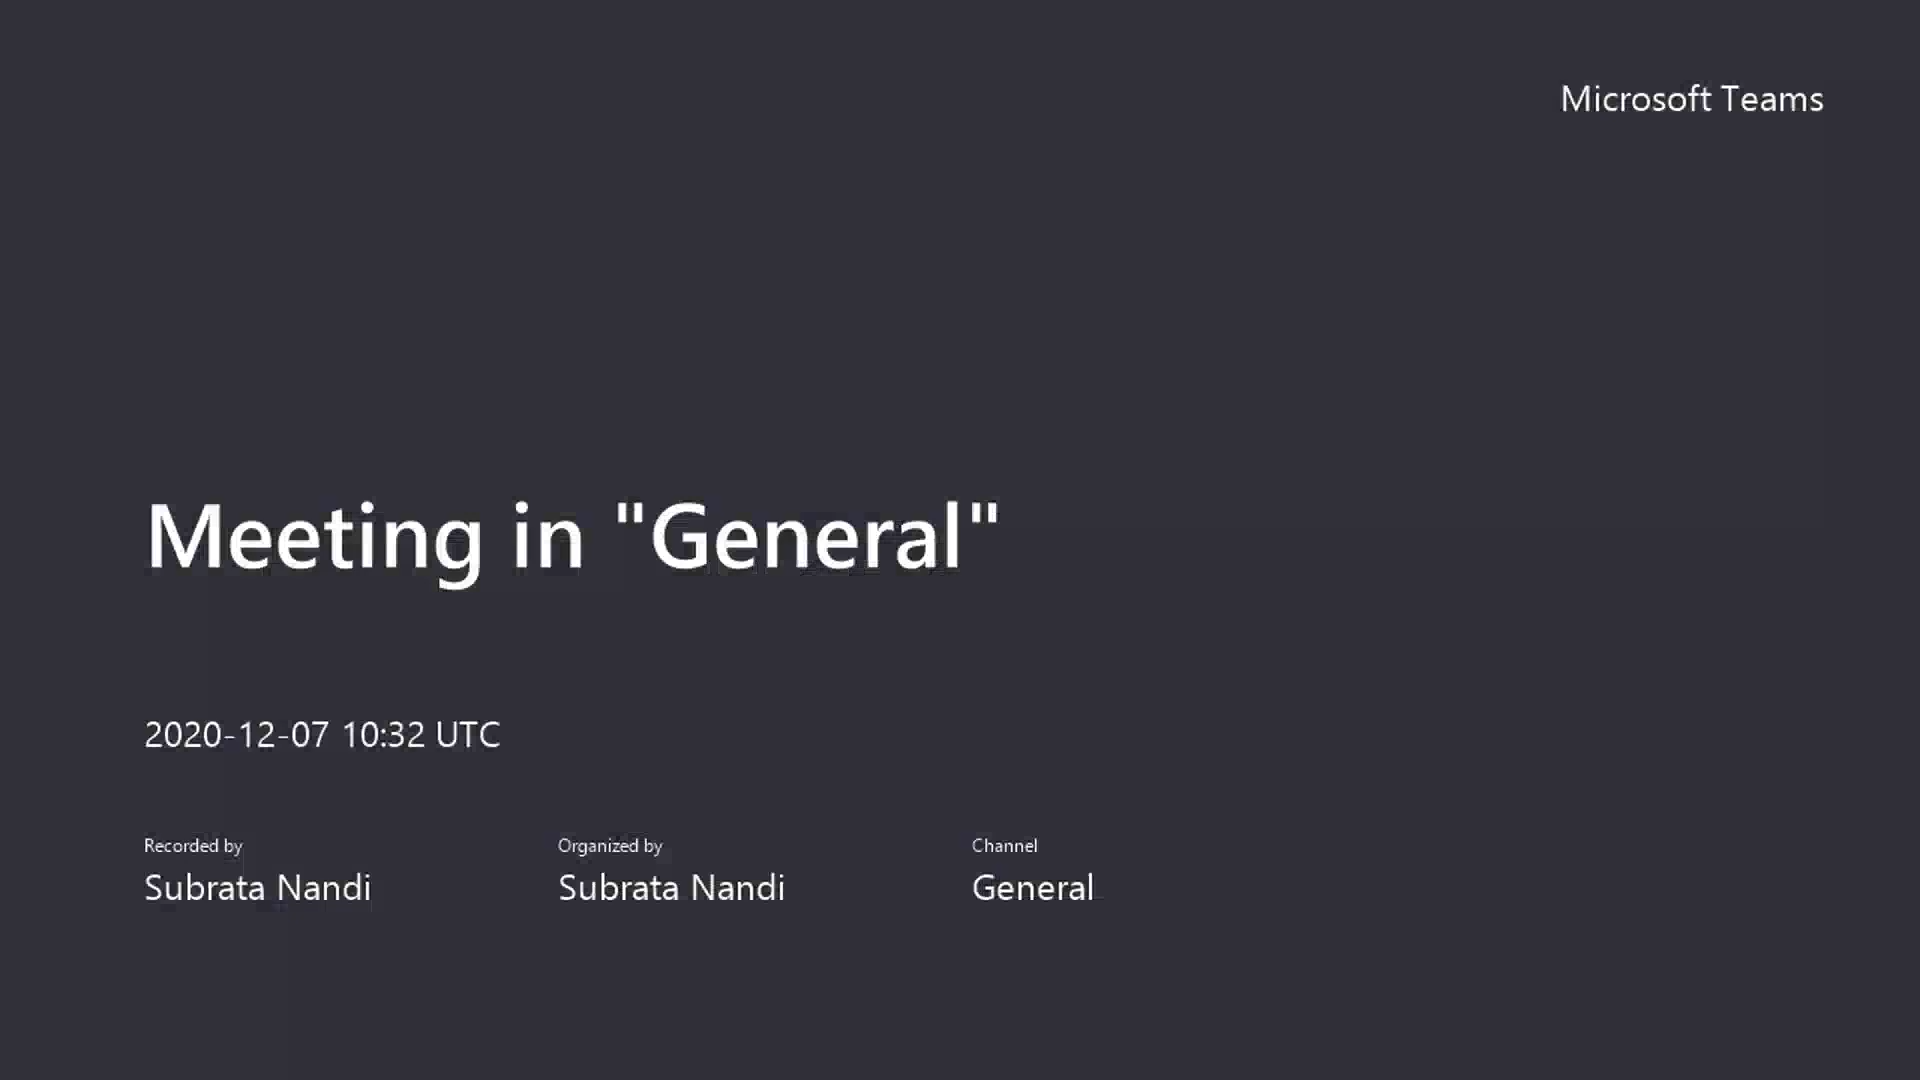 Microsoft Teams
Meeting in "General"
2020-12-07 10:32 UTC
Recorded by
Subrata Nandi
Organized by
Subrata Nandi
Channel
General